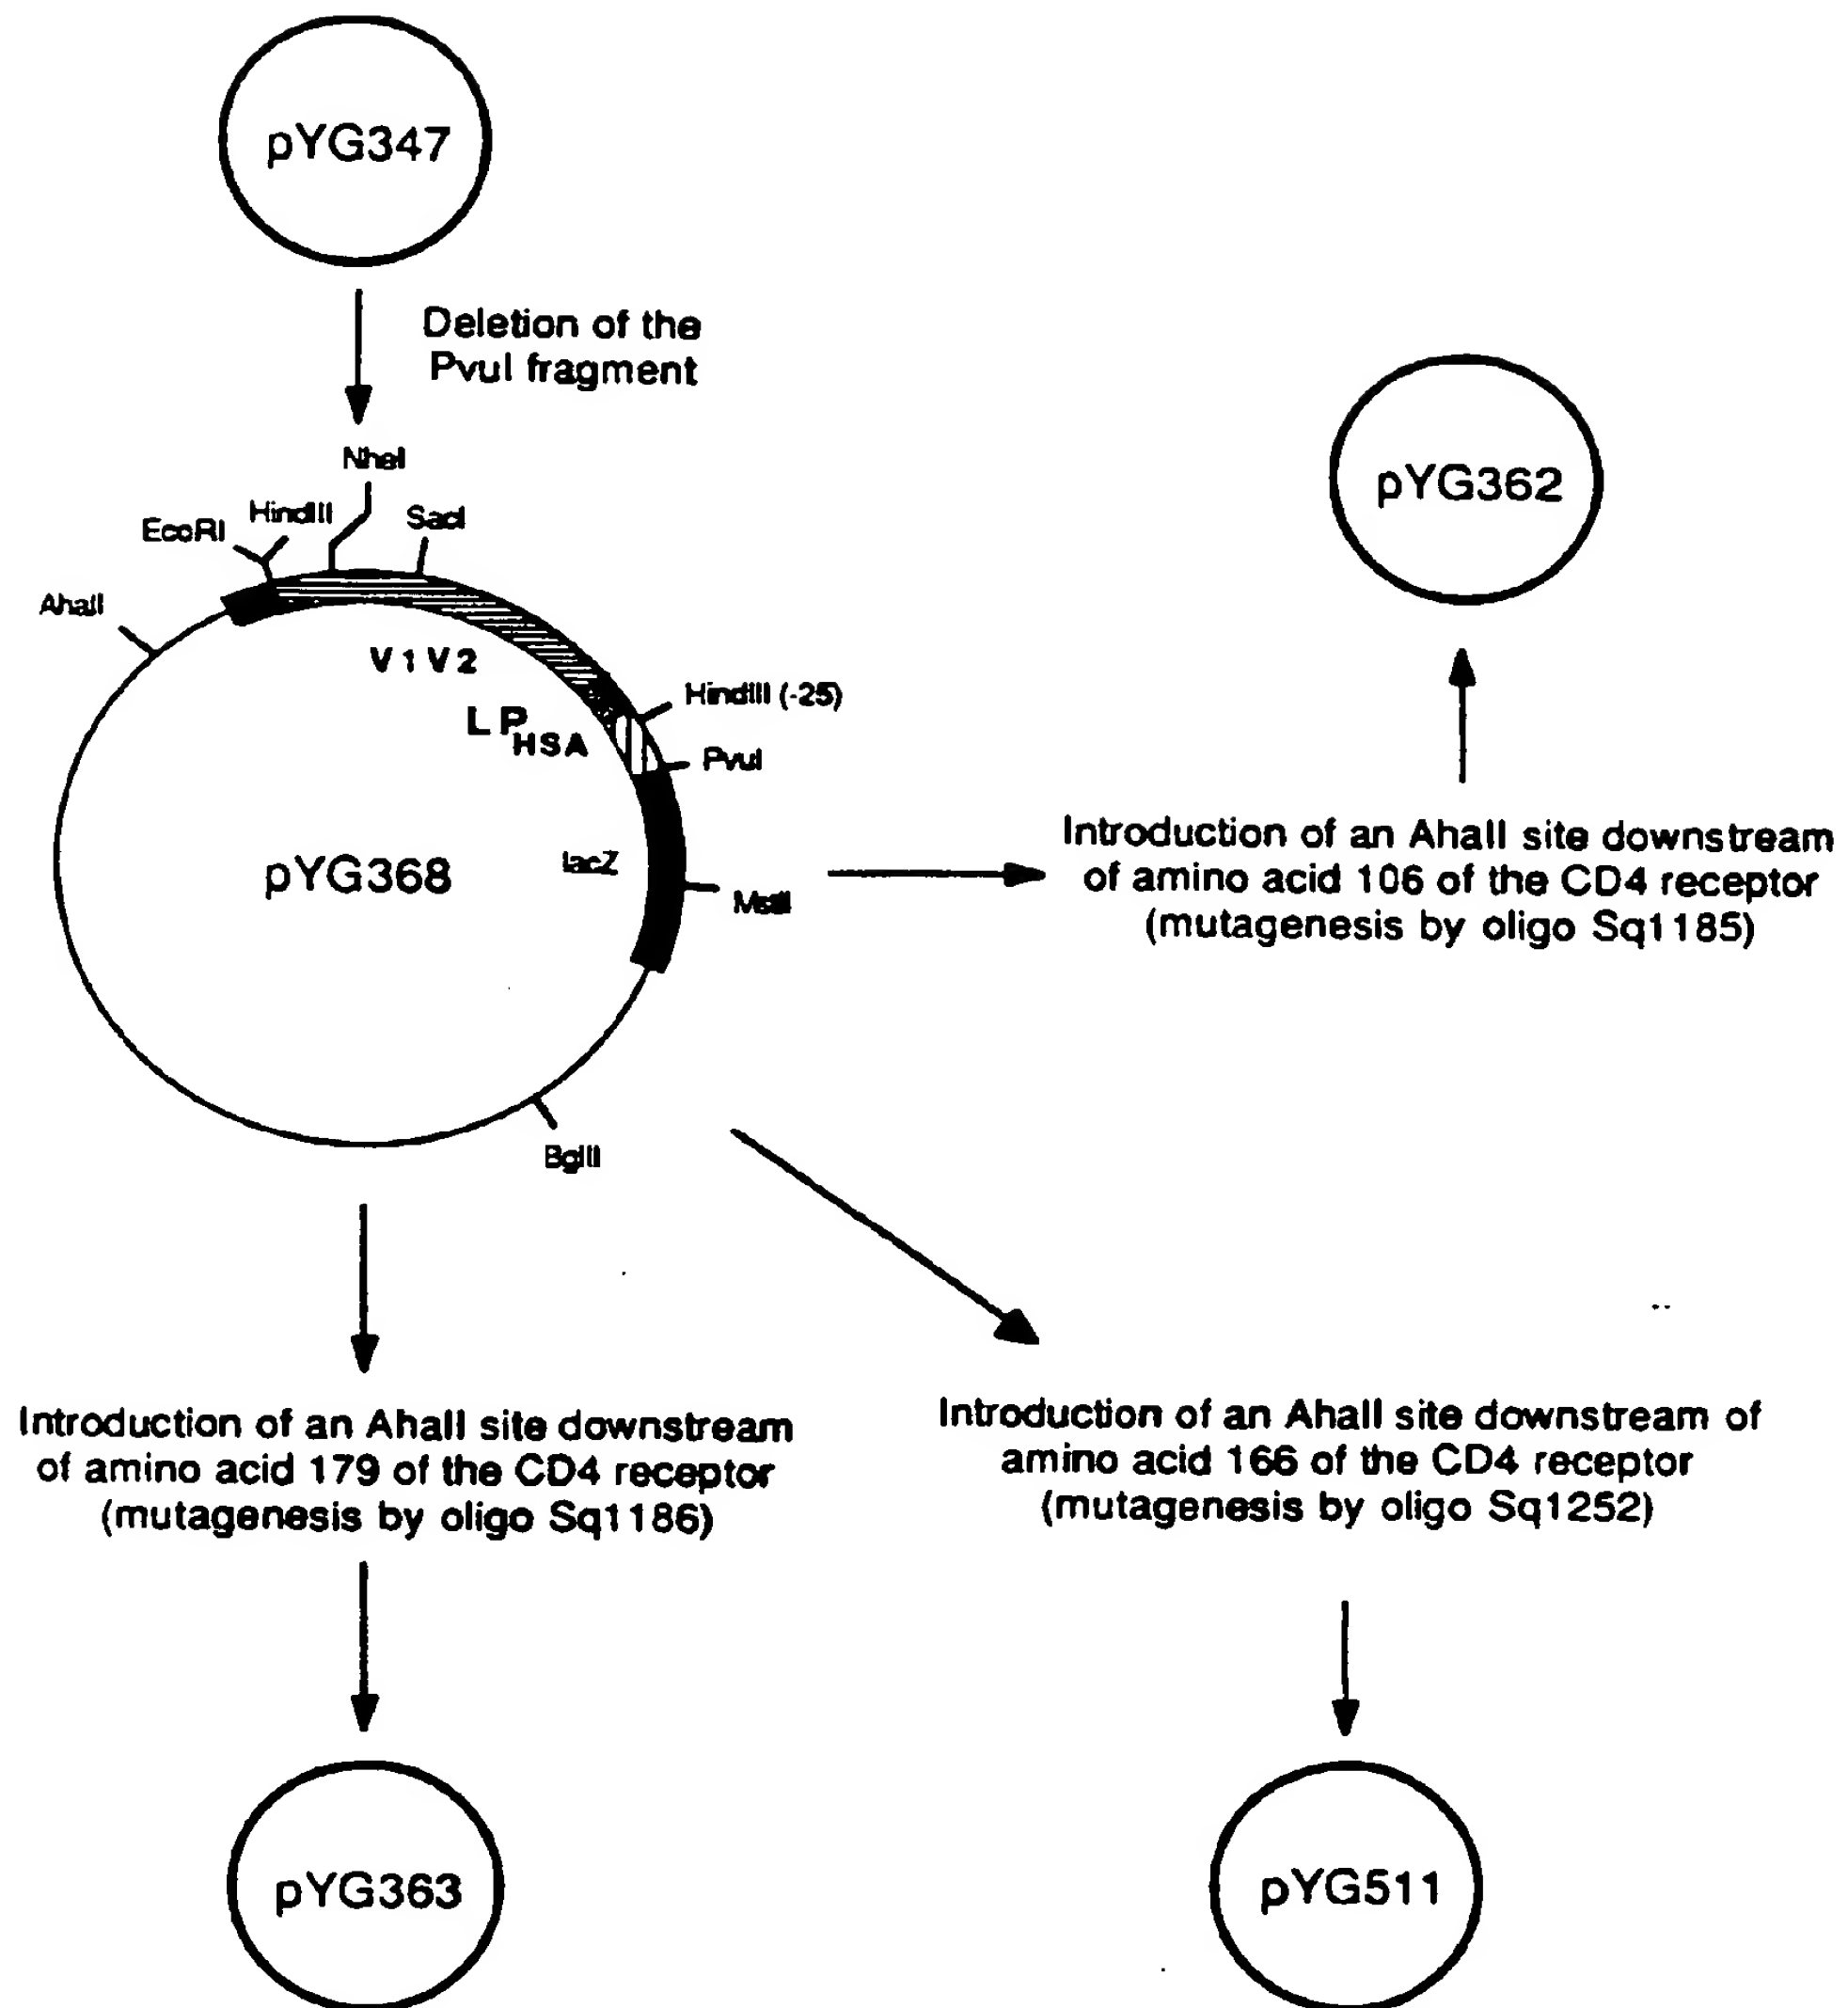 pYG347
Deletion of the
PvuI fragment
NheI
HindIII
SacI
EcoRI
AhaII
V1V2
HindIII (-25)
LP HSA
PvuI
pYG368
lacZ
MstII
BglII
pYG362
Introduction of an AhaII site downstream
of amino acid 106 of the CD4 receptor
(mutagenesis by oligo Sq1185)
Introduction of an AhaII site downstream
of amino acid 179 of the CD4 receptor
(mutagenesis by oligo Sq1186)
Introduction of an AhaII site downstream of
amino acid 166 of the CD4 receptor
(mutagenesis by oligo Sq1252)
pYG363
pYG511